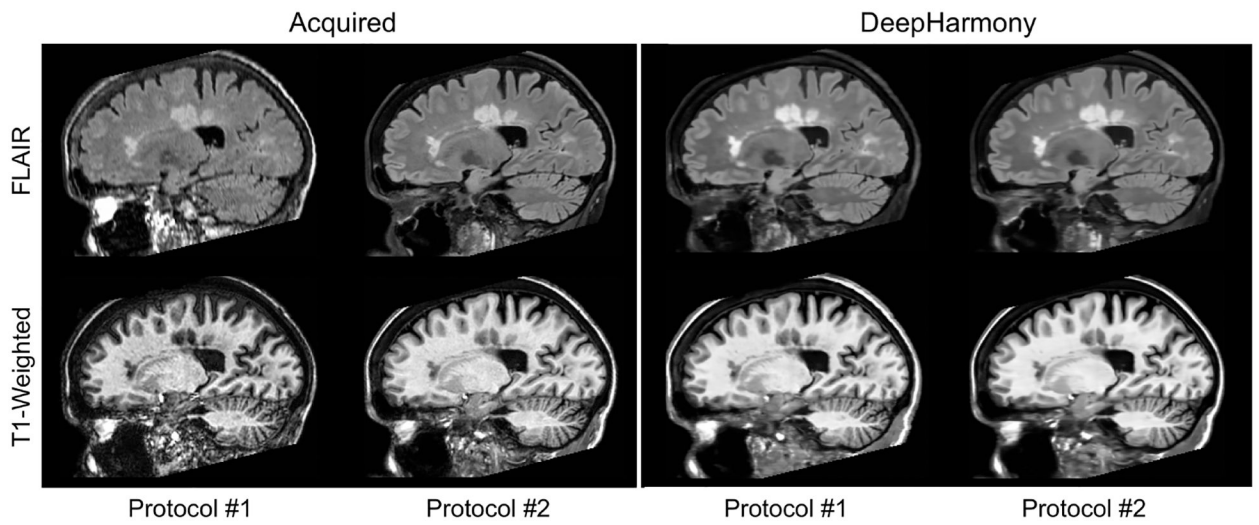 Acquired
DeepHarmony
FLAIR
T1-Weighted
Protocol #1
Protocol #2
Protocol #1
Protocol #2